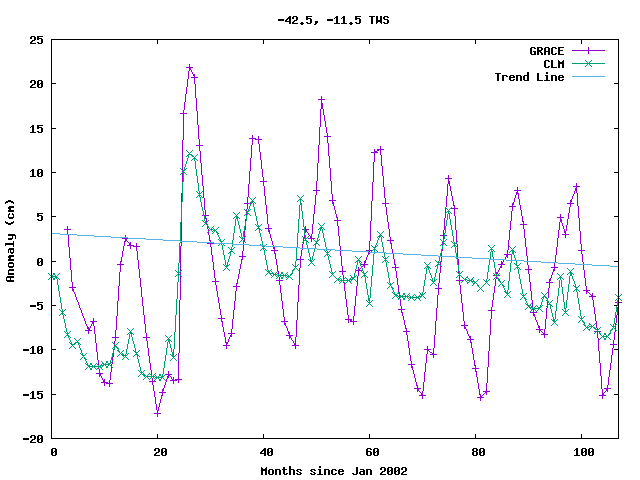 -42.5, -11.5 TWS
GRACE
CLM
Trend Line
25
20
15
10
5
0
-5
-10
-15
-20
Anomaly (cm)
0 20 40 60 80 100
Months since Jan 2002